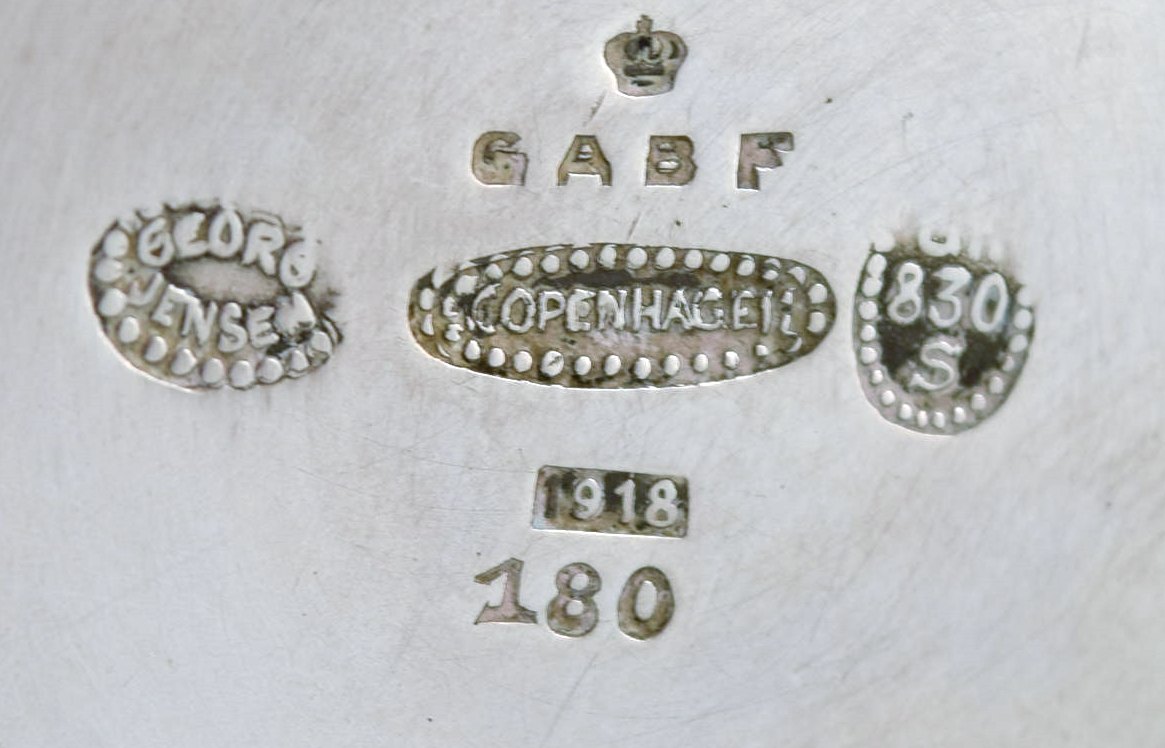 GABF
GEORG
JENSEN
COPENHAGEN
830
S
1918
180